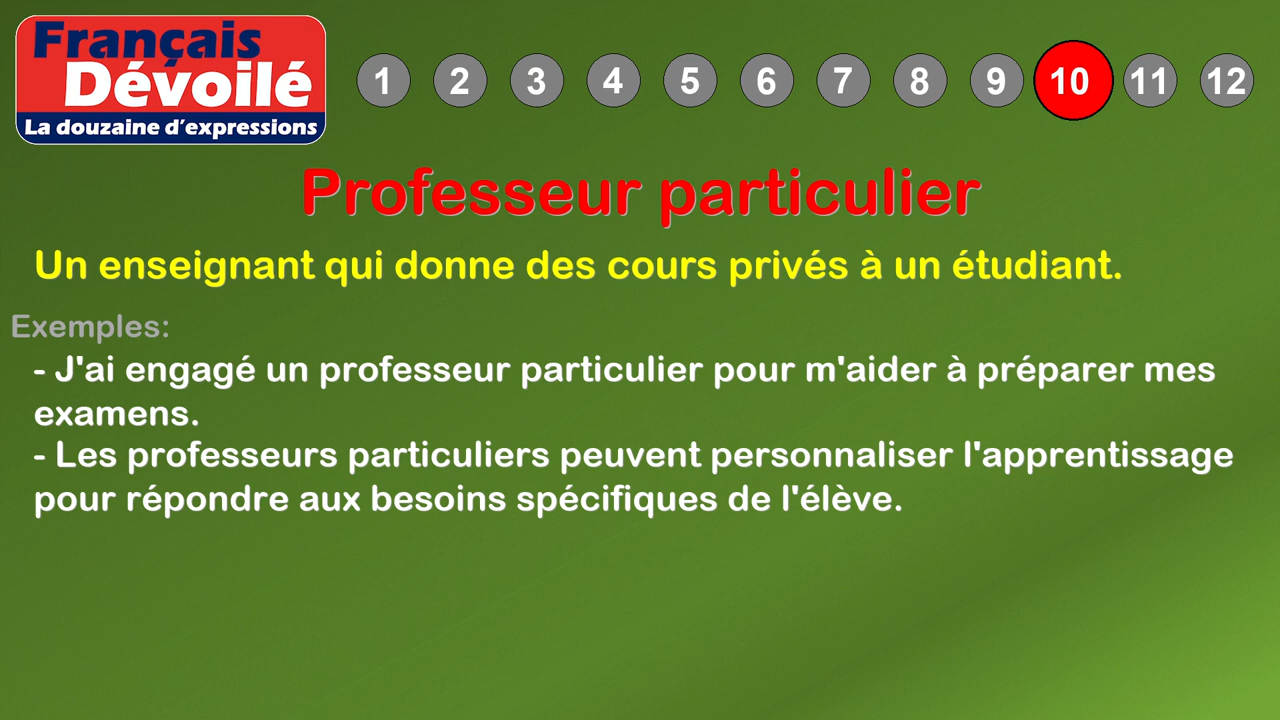 Français
Dévoilé
La douzaine d'expressions
1 2 3 4 5 6 7 8 9 10 11 12
Professeur particulier
Un enseignant qui donne des cours privés à un étudiant.
Exemples:
- J'ai engagé un professeur particulier pour m'aider à préparer mes
examens.
- Les professeurs particuliers peuvent personnaliser l'apprentissage
pour répondre aux besoins spécifiques de l'élève.